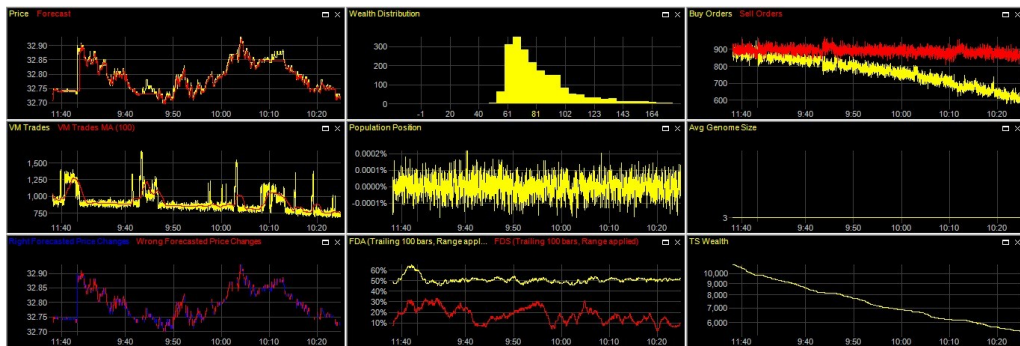 Price Forecast
32.90
32.85
32.80
32.75
32.70
11:40 9:40 9:50 10:00 10:10 10:20
Wealth Distribution
300
200
100
-1 20 40 61 81 102 123 143 164
Buy Orders Sell Orders
900
800
700
600
11:40 9:40 9:50 10:00 10:10 10:20
VM Trades VM Trades MA (100)
1,500
1,250
1,000
750
11:40 9:40 9:50 10:00 10:10 10:20
Population Position
0.0002%
0.0000%
-0.0001%
11:40 9:40 9:50 10:00 10:10 10:20
Avg Genome Size
3
11:40 9:40 9:50 10:00 10:10 10:20
Right Forecasted Price Changes Wrong Forecasted Price Changes
32.90
32.85
32.80
32.75
32.70
11:40 9:40 9:50 10:00 10:10 10:20
FDA (Trailing 100 bars, Range appl... FDS (Trailing 100 bars, Range applied)
60%
50%
40%
30%
20%
10%
11:40 9:40 9:50 10:00 10:10 10:20
TS Wealth
10,000
9,000
8,000
7,000
6,000
11:40 9:40 9:50 10:00 10:10 10:20